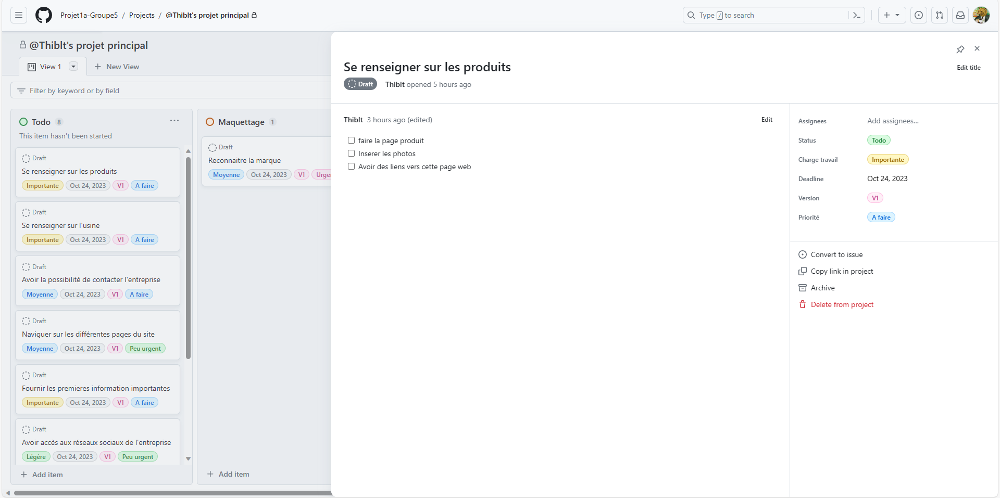 Projet1a-Groupe5 / Projects / @Thiblt's projet principal
Type / to search
@Thiblt's projet principal
View 1
New View
Filter by keyword or by field
Todo 8
This item hasn't been started
Draft
Se renseigner sur les produits
Importante Oct 24, 2023 V1 A faire
Draft
Se renseigner sur l'usine
Importante Oct 24, 2023 V1 A faire
Draft
Avoir la possibilité de contacter l'entreprise
Moyenne Oct 24, 2023 V1 A faire
Draft
Naviguer sur les différentes pages du site
Moyenne Oct 24, 2023 V1 Peu urgent
Draft
Fournir les premieres information importantes
Importante Oct 24, 2023 V1 A faire
Draft
Avoir accès aux réseaux sociaux de l'entreprise
Légère Oct 24, 2023 V1 Peu urgent
Add item
Maquettage 1
Draft
Reconnaitre la marque
Moyenne Oct 24, 2023 V1 Urgen
Add item
Se renseigner sur les produits
Edit title
Draft Thiblt opened 5 hours ago
Thiblt 3 hours ago (edited)
Edit
faire la page produit
Inserer les photos
Avoir des liens vers cette page web
Assignees Add assignees...
Status Todo
Charge travail Importante
Deadline Oct 24, 2023
Version V1
Priorité A faire
Convert to issue
Copy link in project
Archive
Delete from project